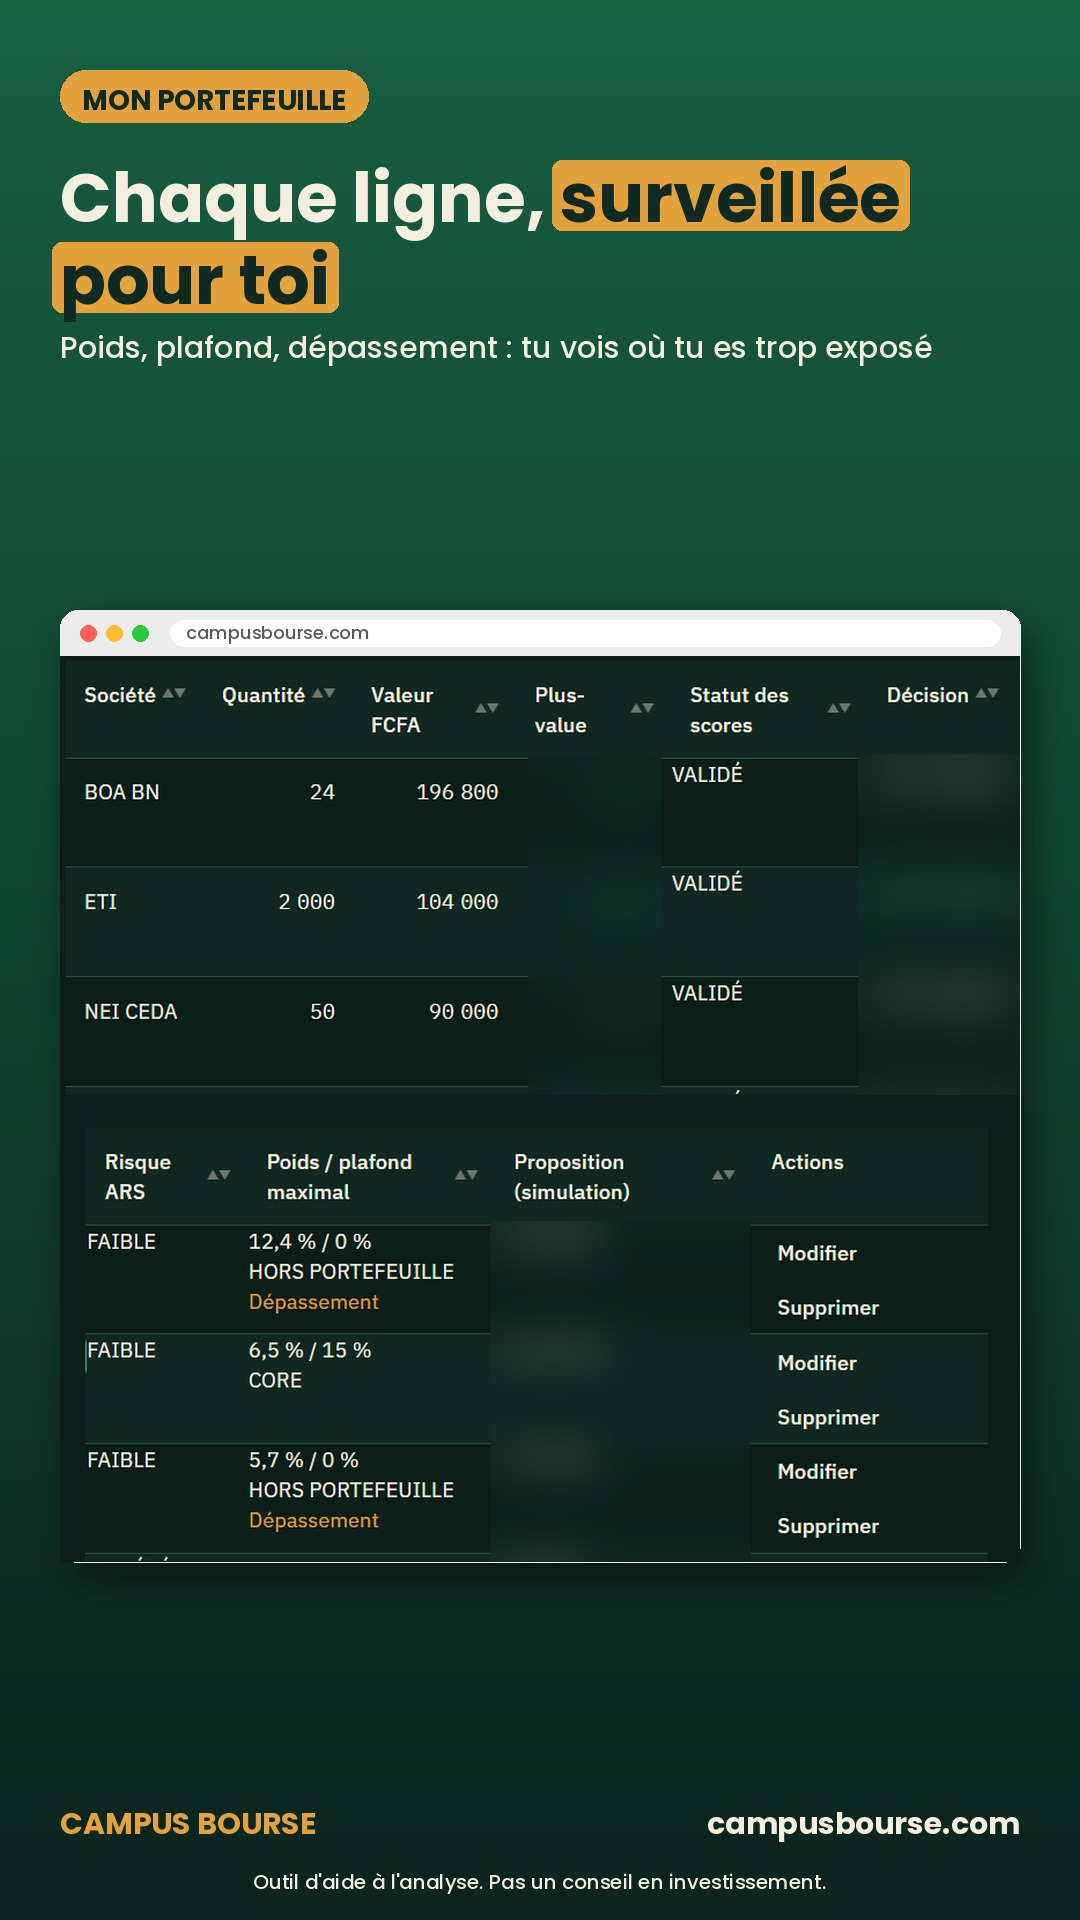 MON PORTEFEUILLE
Chaque ligne, surveillée
pour toi
Poids, plafond, dépassement : tu vois où tu es trop exposé
campusbourse.com
Société ▲▼ Quantité ▲▼ Valeur FCFA ▲▼ Plus-value ▲▼ Statut des scores ▲▼ Décision ▲▼
BOA BN 24 196 800 VALIDÉ
ETI 2 000 104 000 VALIDÉ
NEI CEDA 50 90 000 VALIDÉ
Risque ARS ▲▼ Poids / plafond maximal ▲▼ Proposition (simulation) ▲▼ Actions
FAIBLE 12,4 % / 0 % Modifier
HORS PORTEFEUILLE
Dépassement Supprimer
FAIBLE 6,5 % / 15 % Modifier
CORE
Supprimer
FAIBLE 5,7 % / 0 % Modifier
HORS PORTEFEUILLE
Dépassement Supprimer
CAMPUS BOURSE campusbourse.com
Outil d'aide à l'analyse. Pas un conseil en investissement.